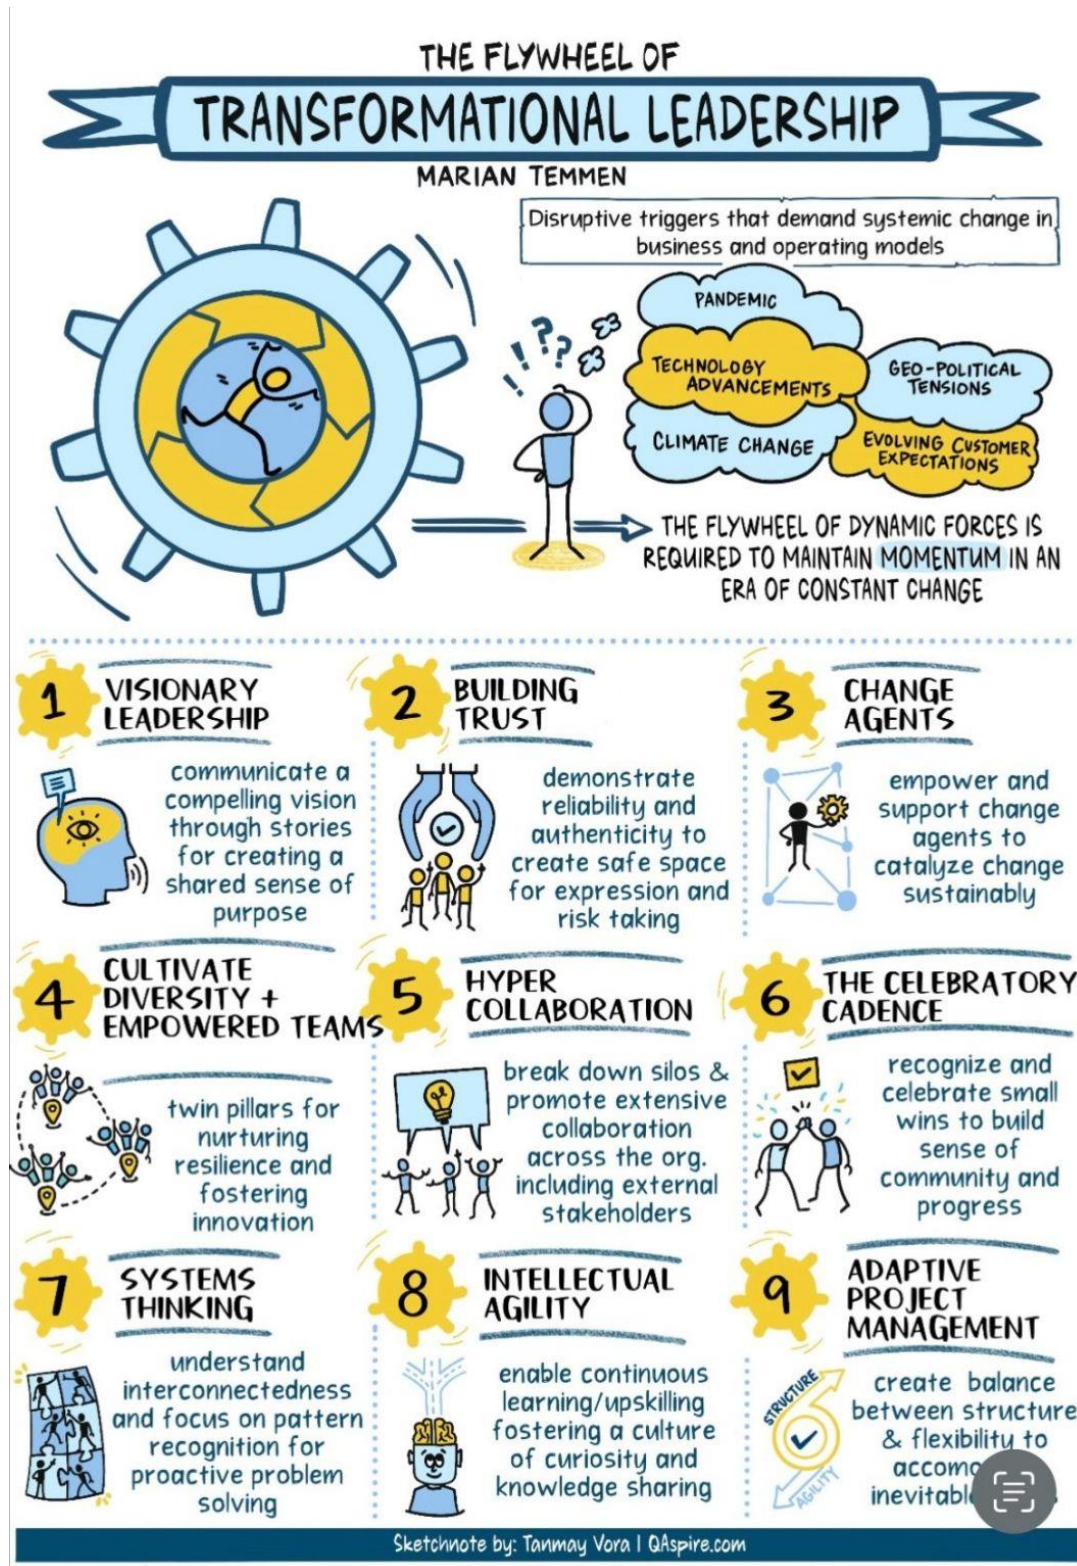 THE FLYWHEEL OF
TRANSFORMATIONAL LEADERSHIP
MARIAN TEMMEN
Disruptive triggers that demand systemic change in
business and operating models
PANDEMIC
TECHNOLOGY
ADVANCEMENTS
GEO-POLITICAL
TENSIONS
CLIMATE CHANGE
EVOLVING CUSTOMER
EXPECTATIONS
!!???
THE FLYWHEEL OF DYNAMIC FORCES IS
REQUIRED TO MAINTAIN MOMENTUM IN AN
ERA OF CONSTANT CHANGE
1
VISIONARY
LEADERSHIP
communicate a
compelling vision
through stories
for creating a
shared sense of
purpose
2
BUILDING
TRUST
demonstrate
reliability and
authenticity to
create safe space
for expression and
risk taking
3
CHANGE
AGENTS
empower and
support change
agents to
catalyze change
sustainably
4
CULTIVATE
DIVERSITY +
EMPOWERED TEAMS
twin pillars for
nurturing
resilience and
fostering
innovation
5
HYPER
COLLABORATION
break down silos &
promote extensive
collaboration
across the org.
including external
stakeholders
6
THE CELEBRATORY
CADENCE
recognize and
celebrate small
wins to build
sense of
community and
progress
7
SYSTEMS
THINKING
understand
interconnectedness
and focus on pattern
recognition for
proactive problem
solving
8
INTELLECTUAL
AGILITY
enable continuous
learning/upskilling
fostering a culture
of curiosity and
knowledge sharing
9
ADAPTIVE
PROJECT
MANAGEMENT
STRUCTURE
AGILITY
create balance
between structure
& flexibility to
Sketchnote by: Tanmay Vora | QAspire.com